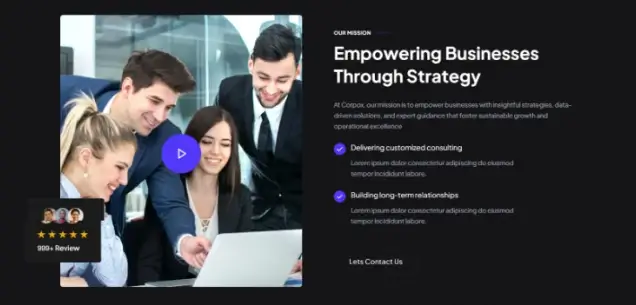 OUR MISSION
Empowering Businesses
Through Strategy
At Corpox, our mission is to empower businesses with insightful strategies, data-
driven solutions, and expert guidance that foster sustainable growth and
operational excellence
Delivering customized consulting
Lorem ipsum dolor consectetur adipiscing do eiusmod
tempor incididunt labore.
Building long-term relationships
Lorem ipsum dolor consectetur adipiscing do eiusmod
tempor incididunt labore.
900+ Review
Lets Contact Us